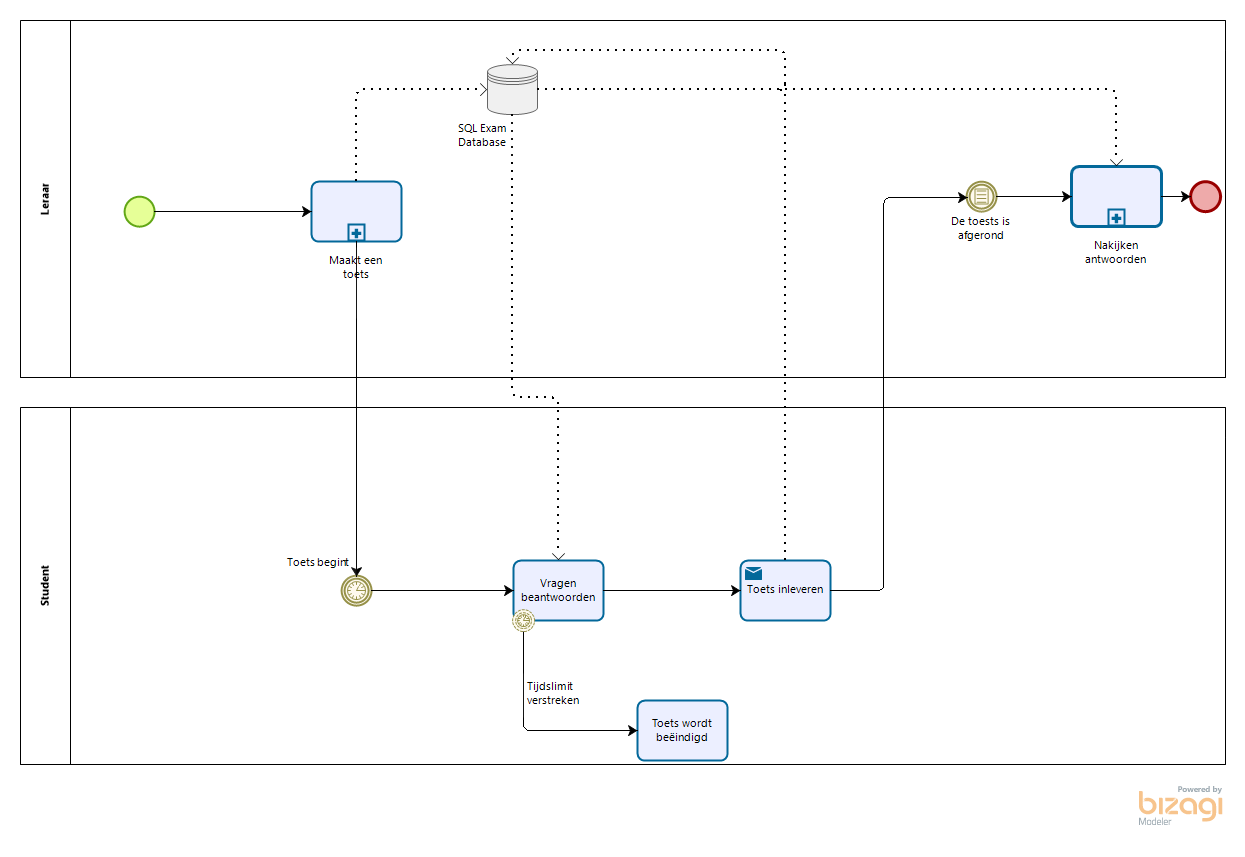 Leraar
SQL Exam
Database
Maakt een
toets
De toests is
afgerond
Nakijken
antwoorden
Student
Toets begint
Vragen
beantwoorden
Toets inleveren
Tijdslimit
verstreken
Toets wordt
beëindigd
Powered by
bizagi
Modeler